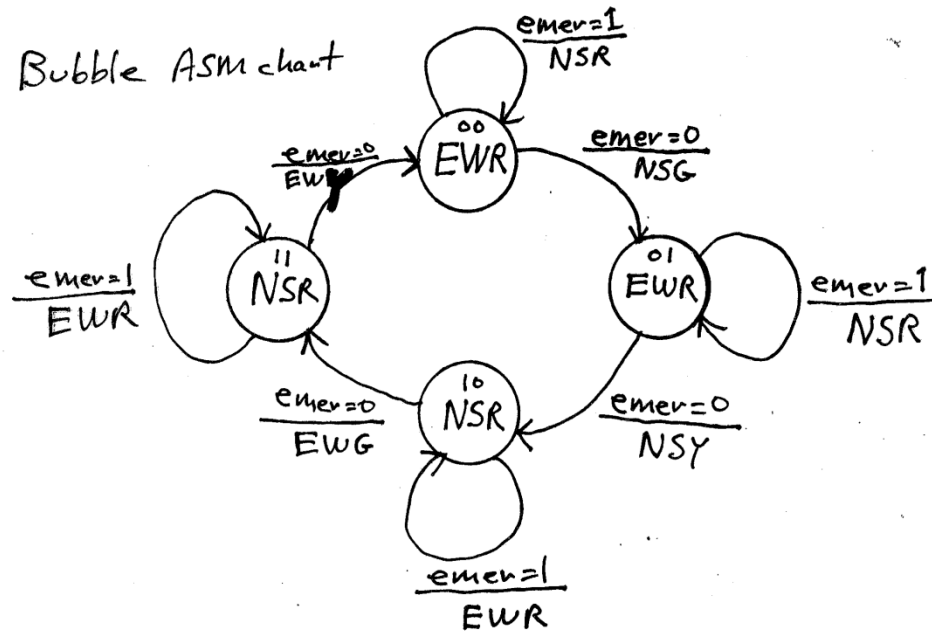 Bubble ASM chart
emer=1
NSR
00
EWR
emer=0
NSG
emer=0
EWY
11
NSR
01
EWR
emer=1
EWR
emer=1
NSR
10
NSR
emer=0
EWG
emer=0
NSY
emer=1
EWR